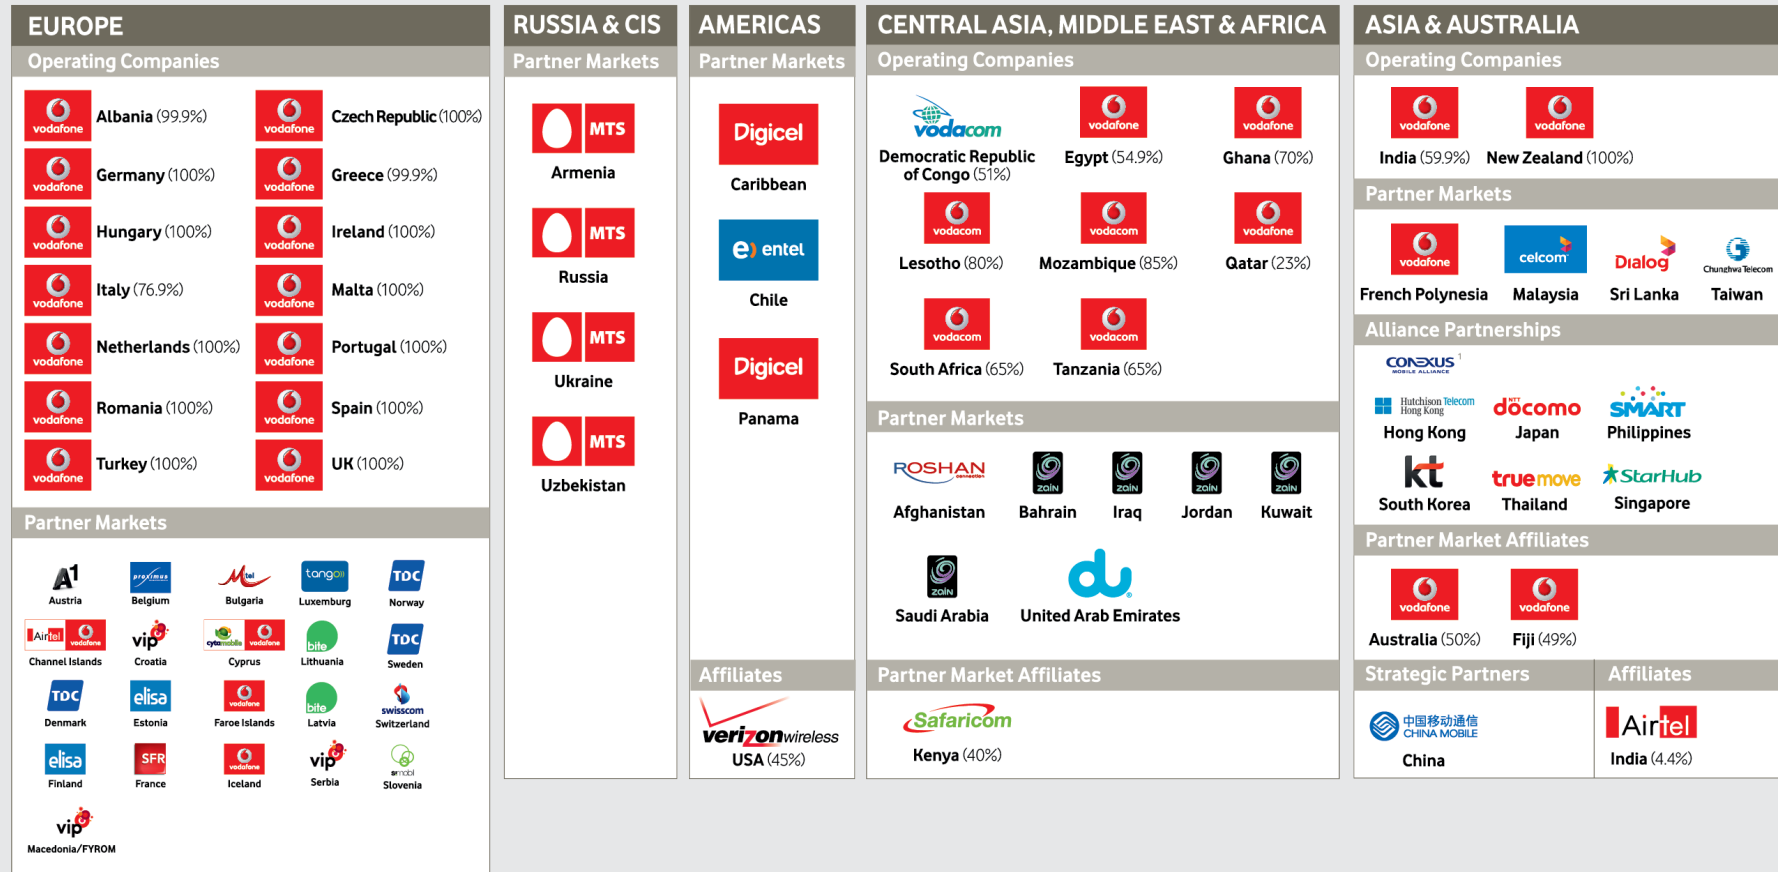 EUROPE
Operating Companies
vodafone Albania (99.9%)
vodafone Czech Republic (100%)
vodafone Germany (100%)
vodafone Greece (99.9%)
vodafone Hungary (100%)
vodafone Ireland (100%)
vodafone Italy (76.9%)
vodafone Malta (100%)
vodafone Netherlands (100%)
vodafone Portugal (100%)
vodafone Romania (100%)
vodafone Spain (100%)
vodafone Turkey (100%)
vodafone UK (100%)
Partner Markets
A1
Austria
proximus
Belgium
Mtel
Bulgaria
tango
Luxemburg
TDC
Norway
Airtel vodafone
Channel Islands
vip
Croatia
cytamobile vodafone
Cyprus
bite
Lithuania
TDC
Sweden
TDC
Denmark
elisa
Estonia
vodafone
Faroe Islands
bite
Latvia
swisscom
Switzerland
elisa
Finland
SFR
France
vodafone
Iceland
vip
Serbia
si.mobil
Slovenia
vip
Macedonia/FYROM
RUSSIA & CIS
Partner Markets
MTS
Armenia
MTS
Russia
MTS
Ukraine
MTS
Uzbekistan
AMERICAS
Partner Markets
Digicel
Caribbean
entel
Chile
Digicel
Panama
Affiliates
verizonwireless
USA (45%)
CENTRAL ASIA, MIDDLE EAST & AFRICA
Operating Companies
vodacom
Democratic Republic
of Congo (51%)
vodafone
Egypt (54.9%)
vodafone
Ghana (70%)
vodacom
Lesotho (80%)
vodacom
Mozambique (85%)
vodafone
Qatar (23%)
vodacom
South Africa (65%)
vodacom
Tanzania (65%)
Partner Markets
ROSHAN
connection
Afghanistan
zain
Bahrain
zain
Iraq
zain
Jordan
zain
Kuwait
zain
Saudi Arabia
du
United Arab Emirates
Partner Market Affiliates
Safaricom
Kenya (40%)
ASIA & AUSTRALIA
Operating Companies
vodafone
India (59.9%)
vodafone
New Zealand (100%)
Partner Markets
vodafone
French Polynesia
celcom
Malaysia
Dialog
Sri Lanka
Chunghwa Telecom
Taiwan
Alliance Partnerships
CONEXUS 1
MOBILE ALLIANCE
Hutchison Telecom
Hong Kong
Hong Kong
NTT
döcomo
Japan
SMART
Philippines
kt
South Korea
truemove
Thailand
StarHub
Singapore
Partner Market Affiliates
vodafone
Australia (50%)
vodafone
Fiji (49%)
Strategic Partners
中国移动通信
CHINA MOBILE
China
Affiliates
Airtel
India (4.4%)